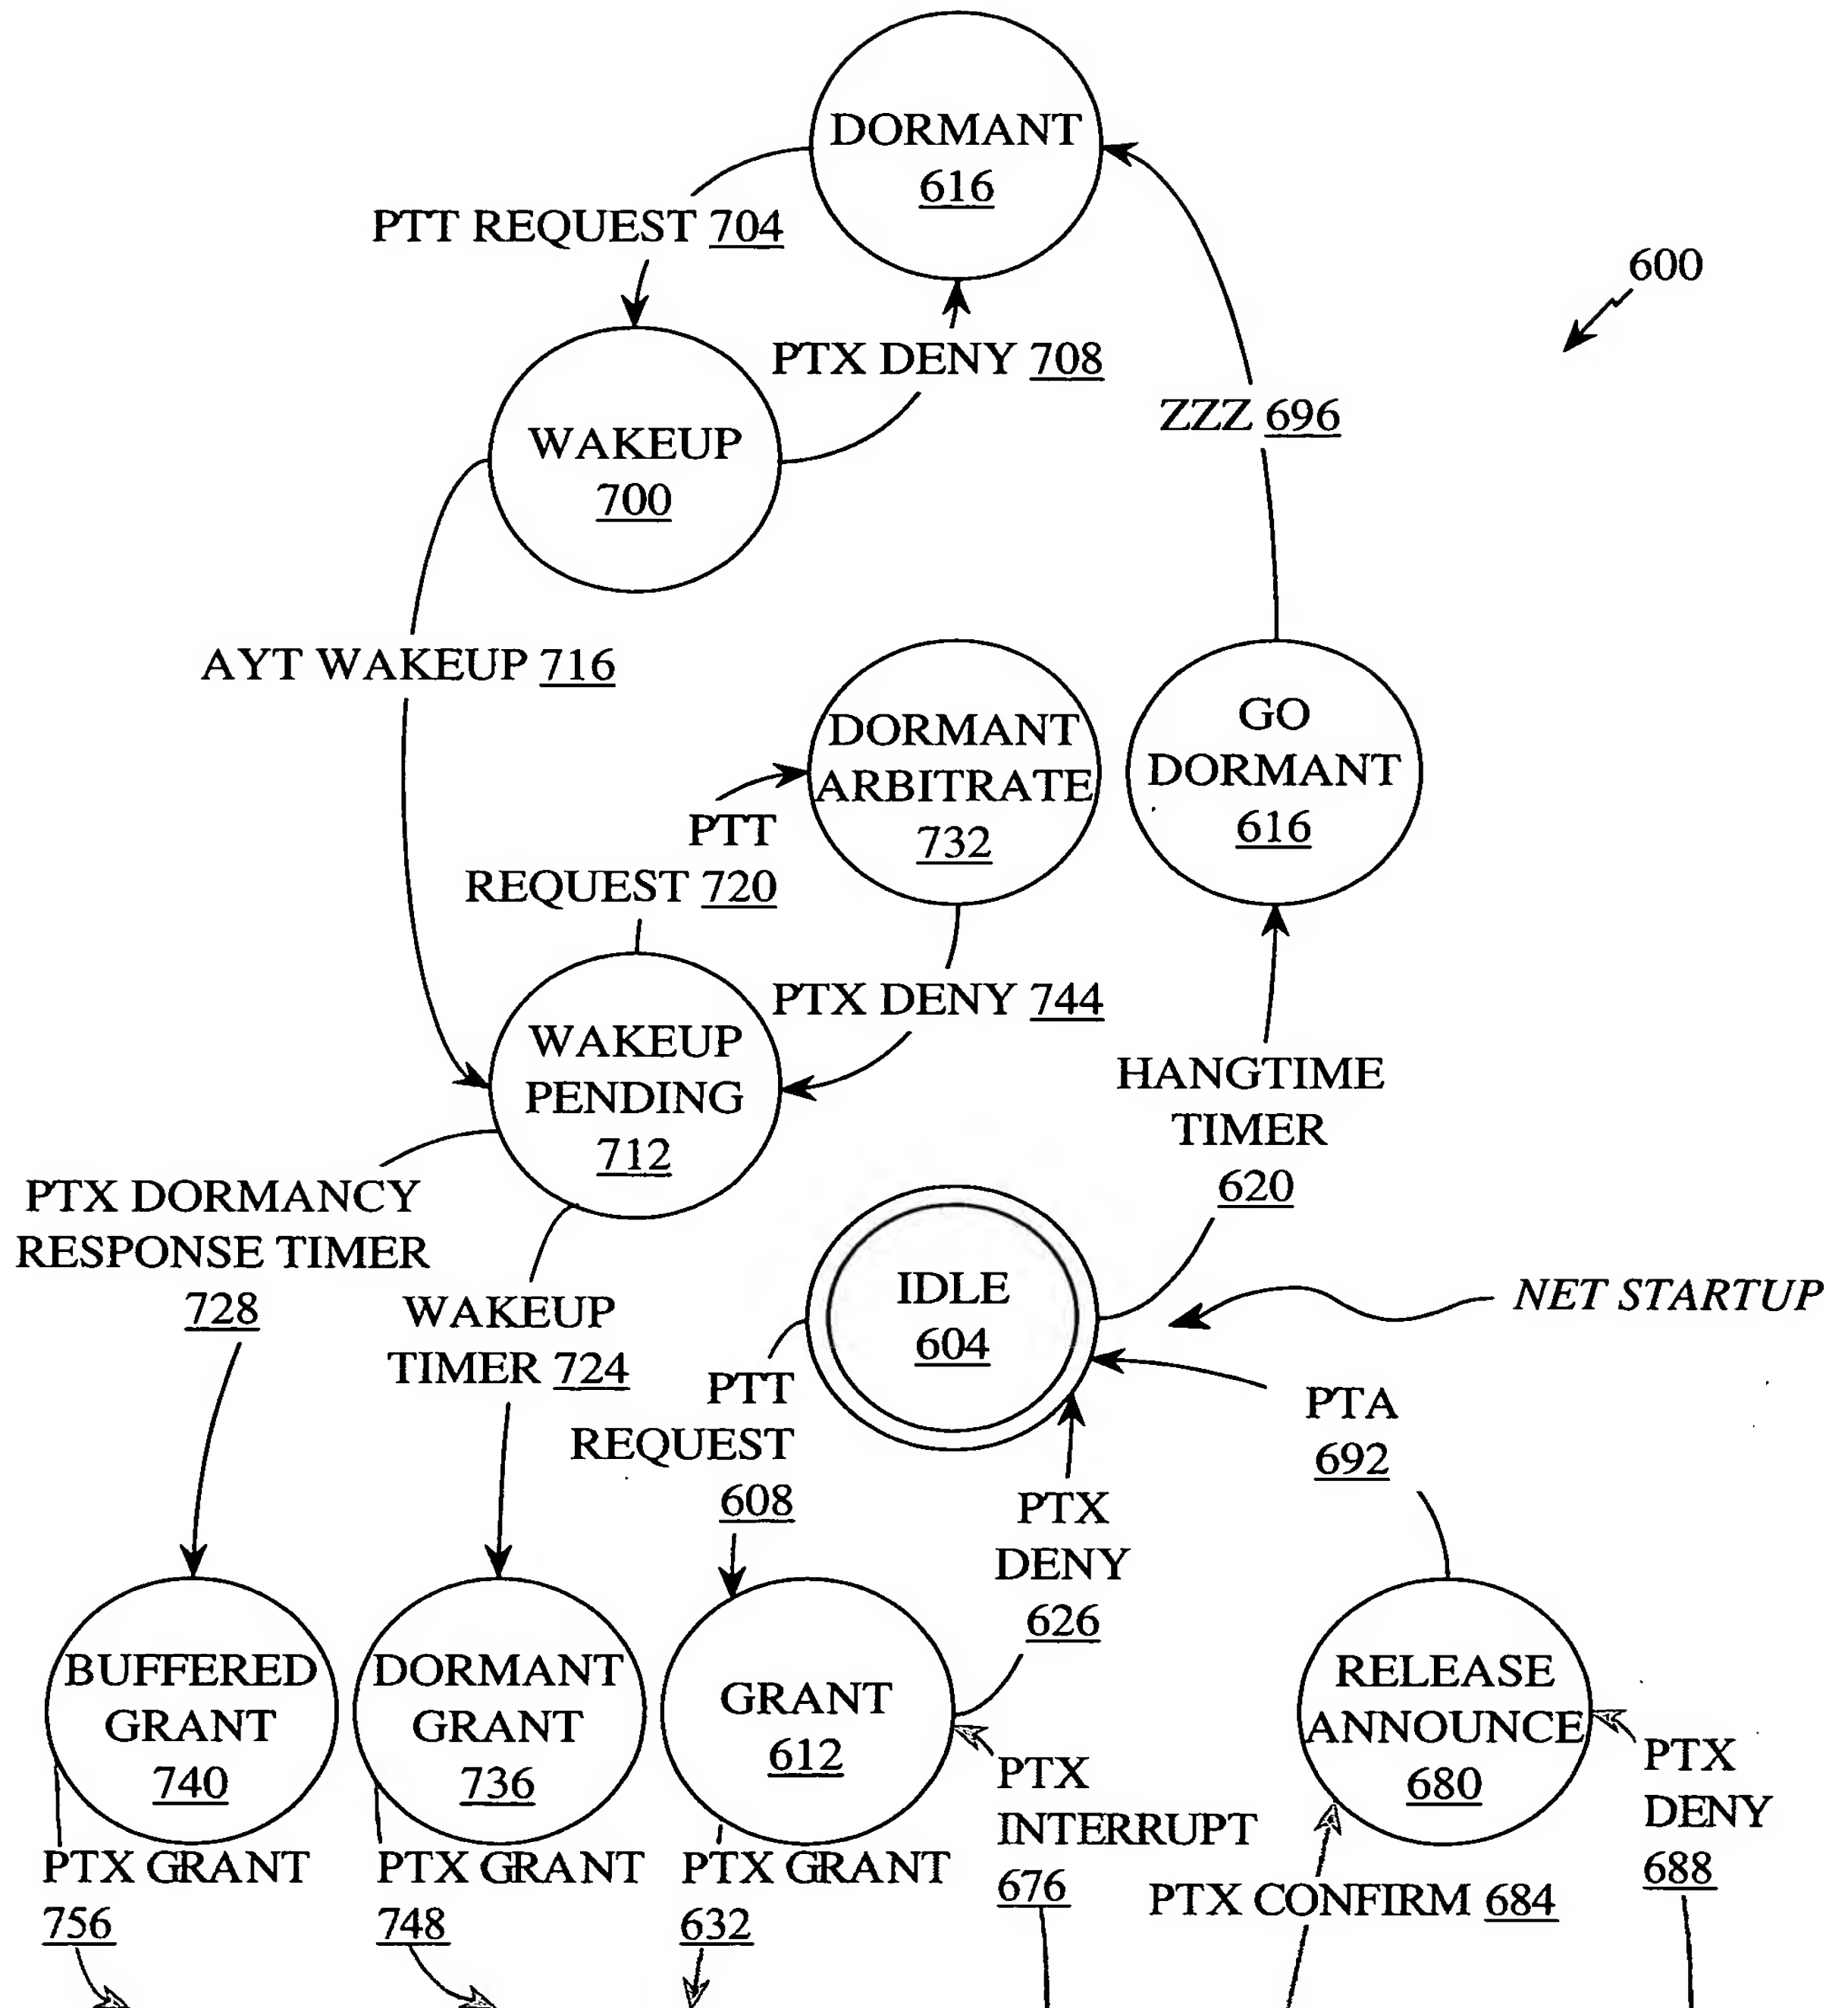 DORMANT
616
PTT REQUEST 704
600
PTX DENY 708
ZZZ 696
WAKEUP
700
AYT WAKEUP 716
DORMANT
ARBITRATE
732
GO
DORMANT
616
PTT
REQUEST 720
PTX DENY 744
WAKEUP
PENDING
712
HANGTIME
TIMER
620
PTX DORMANCY
RESPONSE TIMER
728
WAKEUP
TIMER 724
IDLE
604
NET STARTUP
PTT
REQUEST
608
PTA
692
PTX
DENY
626
BUFFERED
GRANT
740
DORMANT
GRANT
736
GRANT
612
RELEASE
ANNOUNCE
680
PTX
INTERRUPT
676
PTX
DENY
688
PTX GRANT
756
PTX GRANT
748
PTX GRANT
632
PTX CONFIRM 684